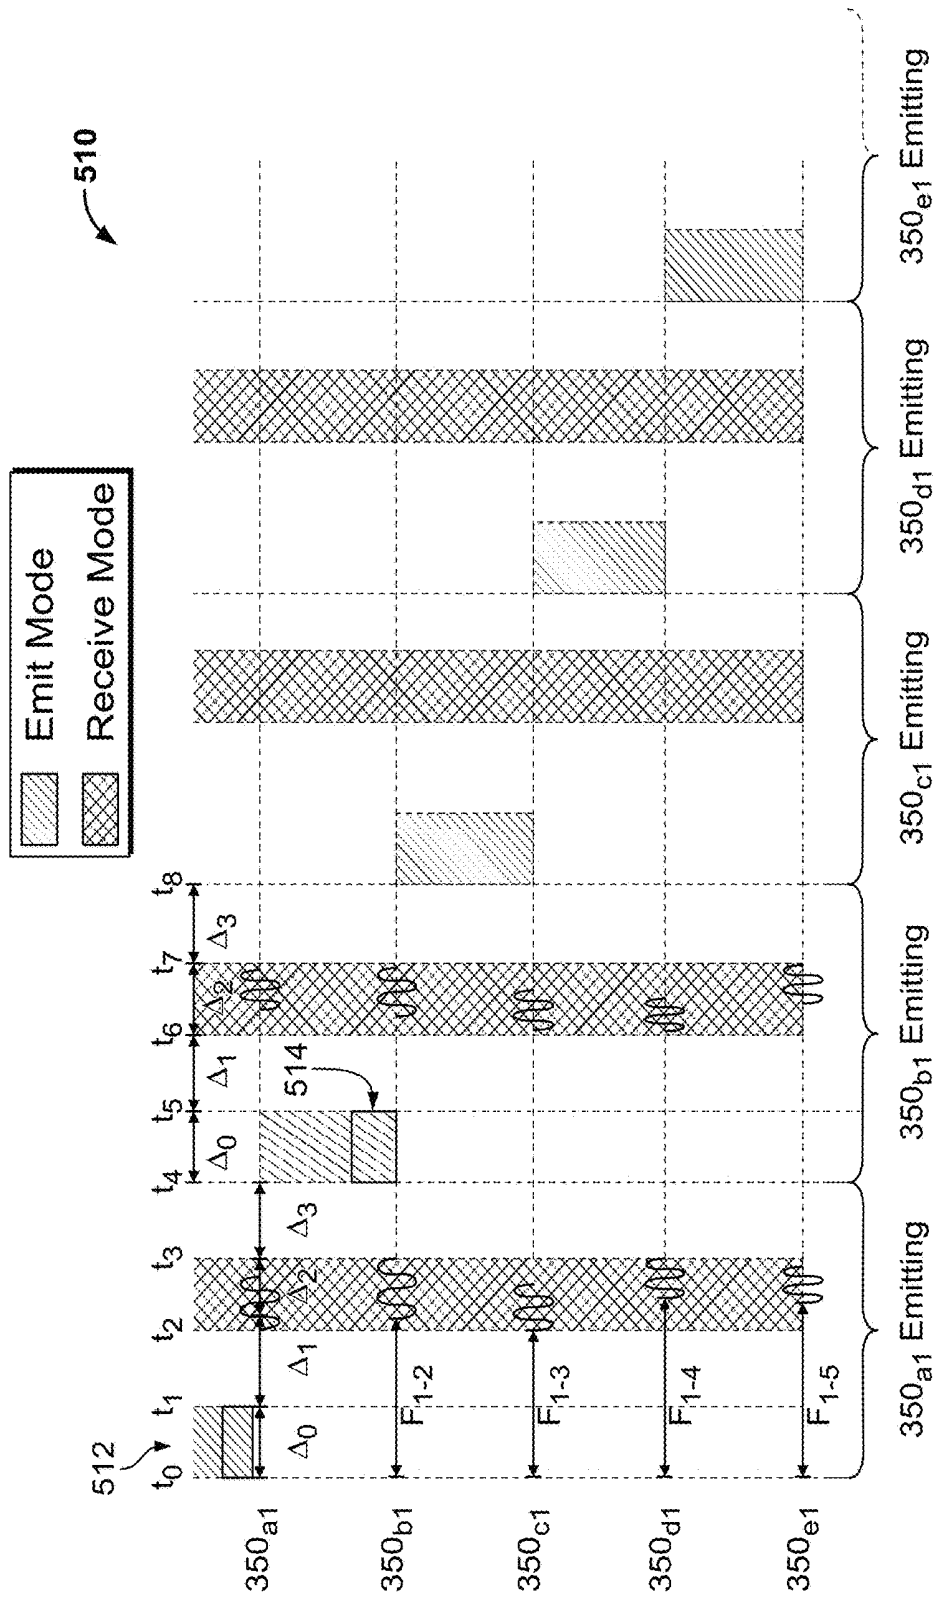 510
Emit Mode
Receive Mode
512
t0 t1 t2 t3 t4 t5 t6 t7 t8
Δ0 Δ1 Δ2 Δ3
Δ0 Δ1 Δ2 Δ3
514
350a1
350b1
F1-2
350c1
F1-3
350d1
F1-4
350e1
F1-5
350a1 Emitting
350b1 Emitting
350c1 Emitting
350d1 Emitting
350e1 Emitting